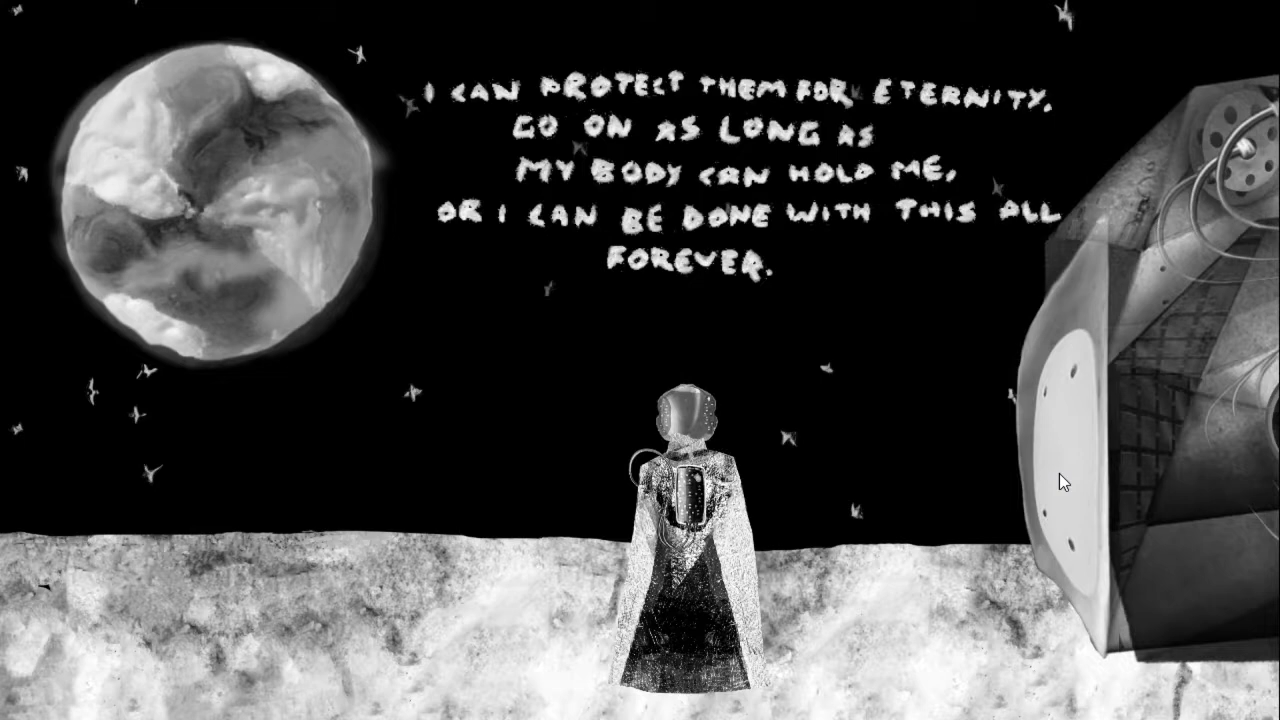 I CAN PROTECT THEM FOR ETERNITY.
GO ON AS LONG AS
MY BODY CAN HOLD ME,
OR I CAN BE DONE WITH THIS ALL
FOREVER.